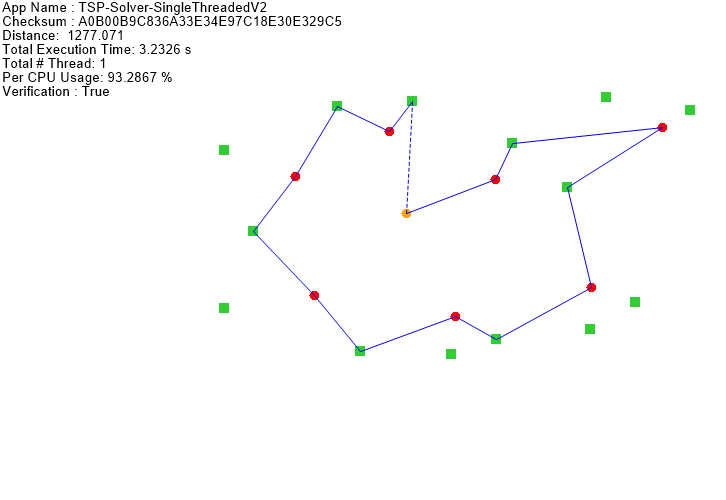 App Name : TSP-Solver-SingleThreadedV2
Checksum : A0B00B9C836A33E34E97C18E30E329C5
Distance:  1277.071
Total Execution Time: 3.2326 s
Total # Thread: 1
Per CPU Usage: 93.2867 %
Verification : True